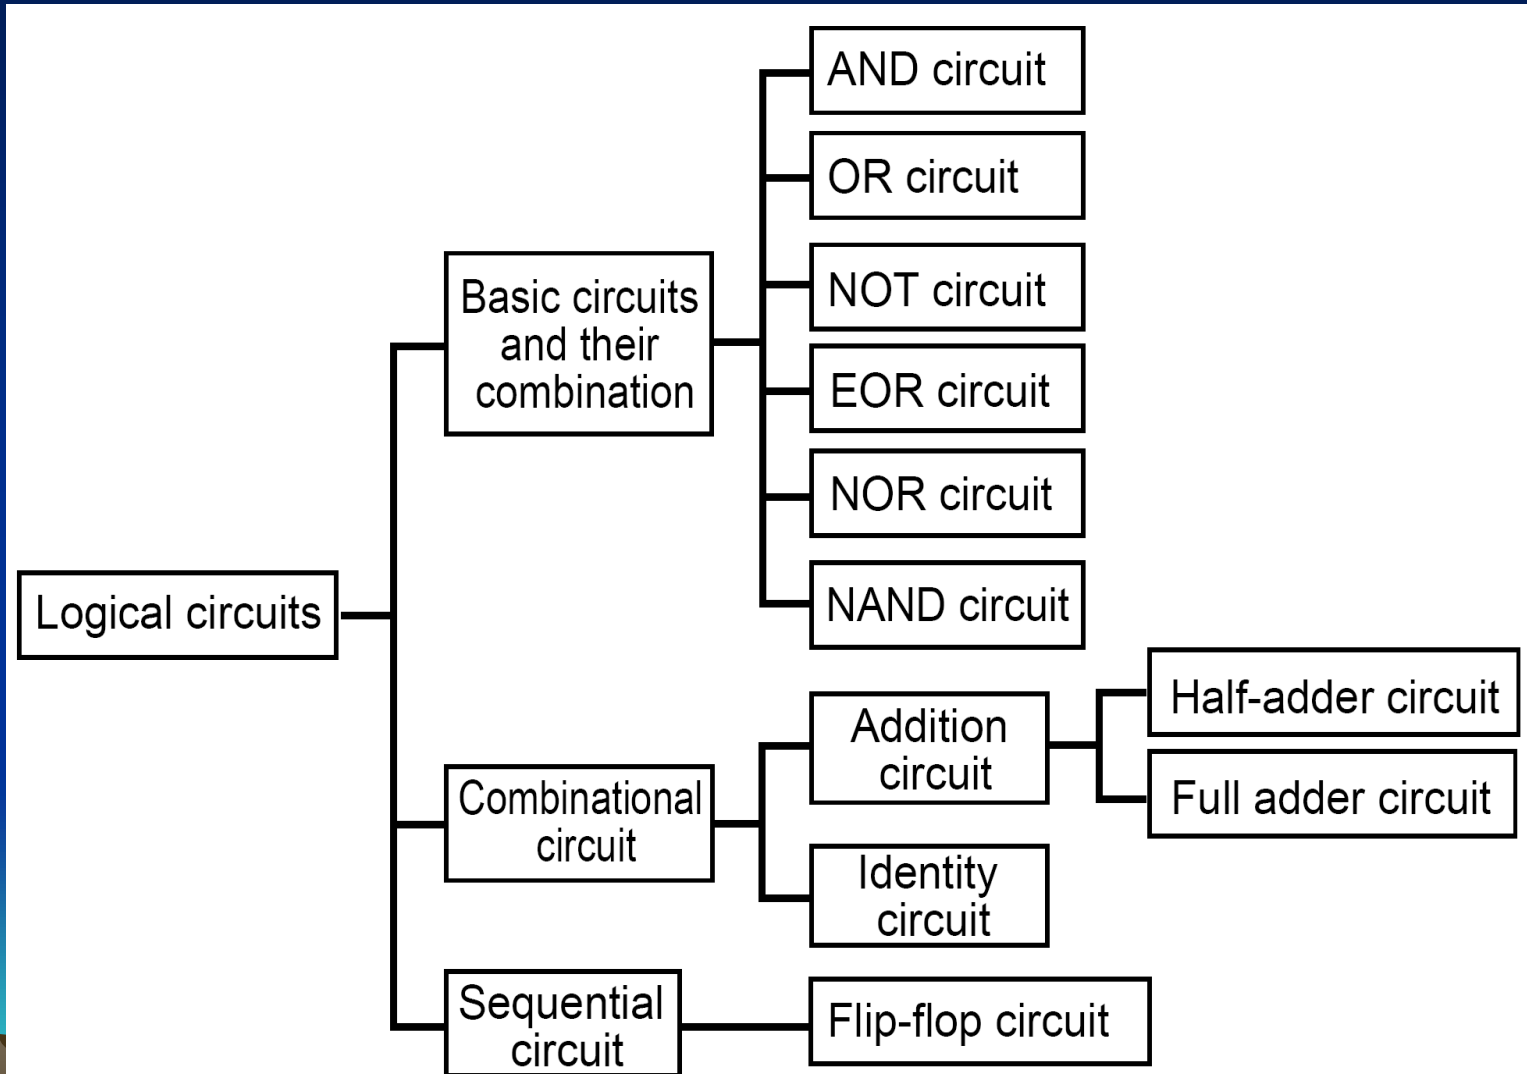 AND circuit
OR circuit
NOT circuit
Basic circuits
and their
combination
EOR circuit
NOR circuit
Logical circuits
NAND circuit
Half-adder circuit
Addition
circuit
Full adder circuit
Combinational
circuit
Identity
circuit
Sequential
circuit
Flip-flop circuit